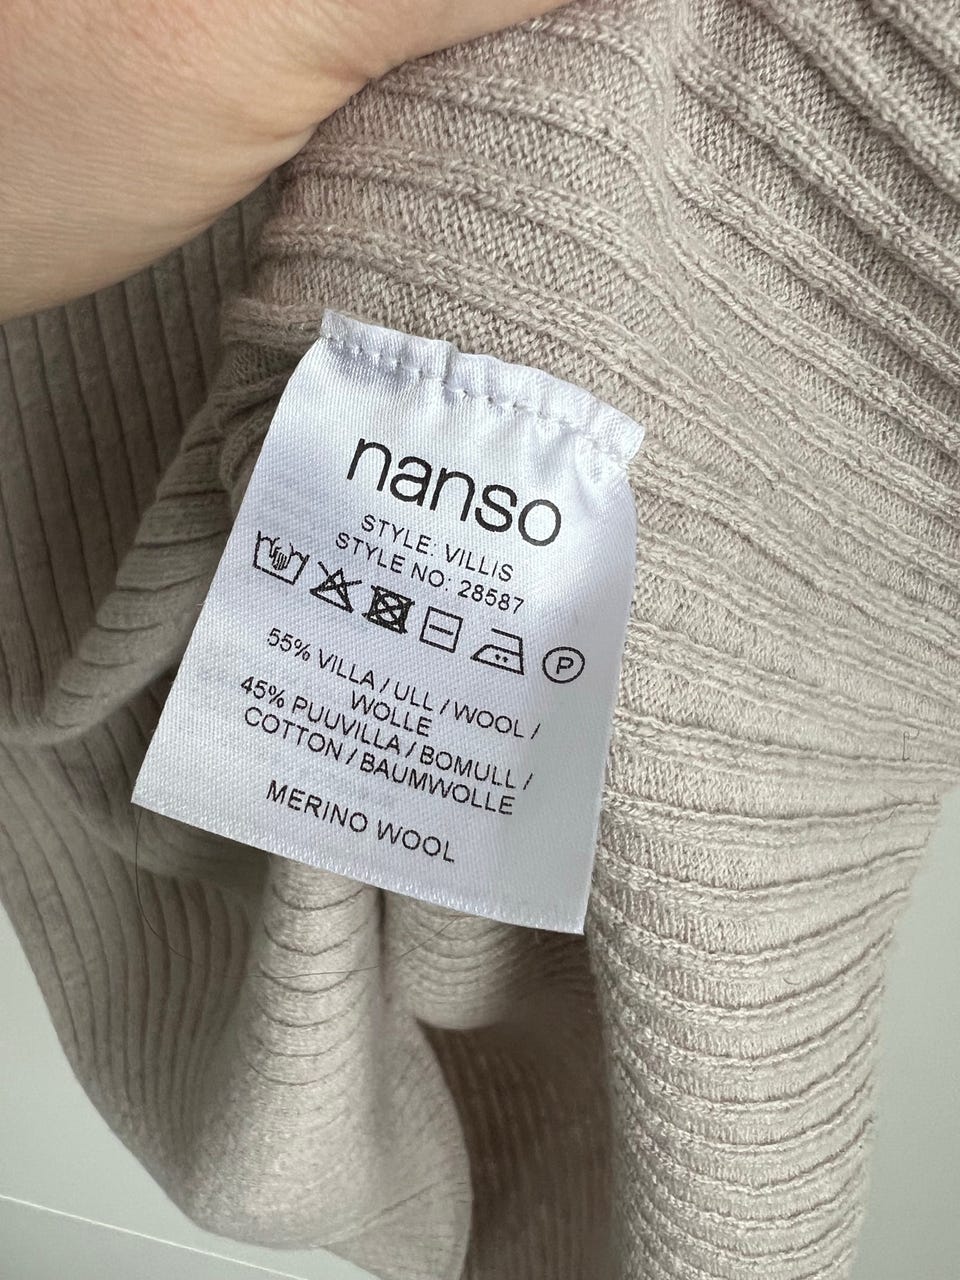 nanso
STYLE: VILLIS
STYLE NO: 28587
P
55% VILLA / ULL / WOOL /
WOLLE
45% PUUVILLA / BOMULL /
COTTON / BAUMWOLLE
MERINO WOOL